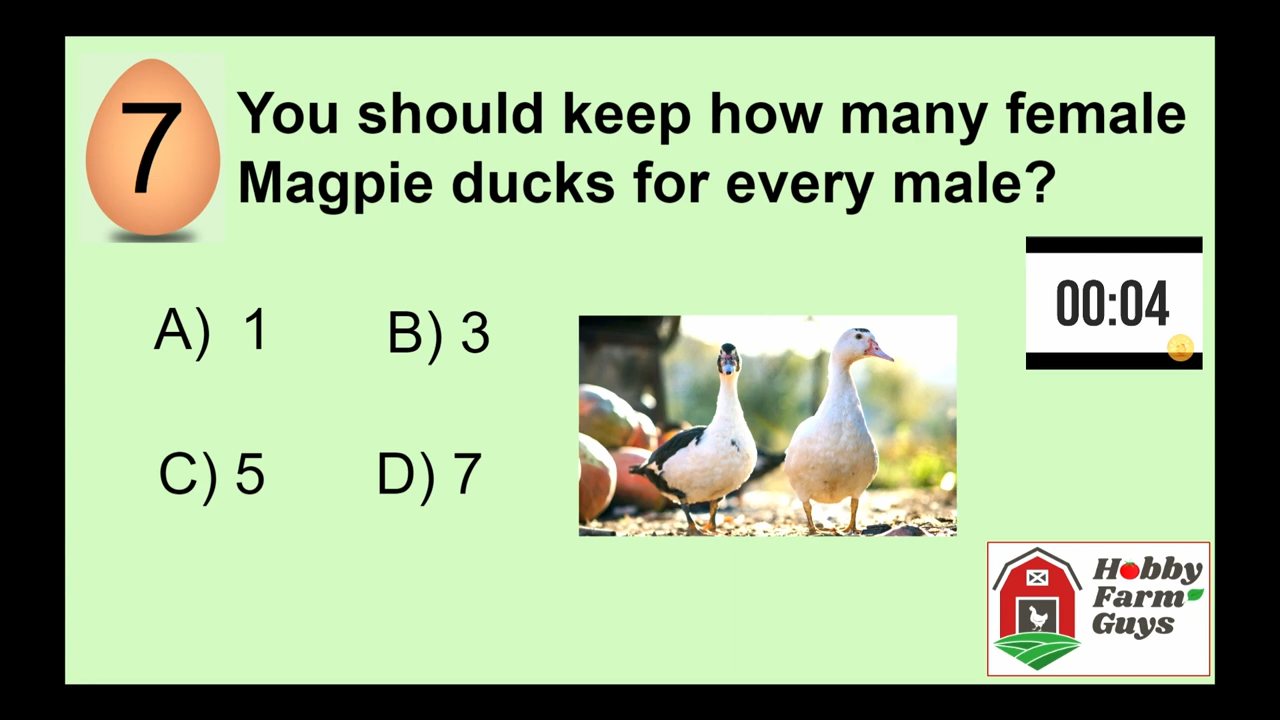 7
You should keep how many female
Magpie ducks for every male?
00:04
A) 1
B) 3
C) 5
D) 7
Hobby
Farm
Guys